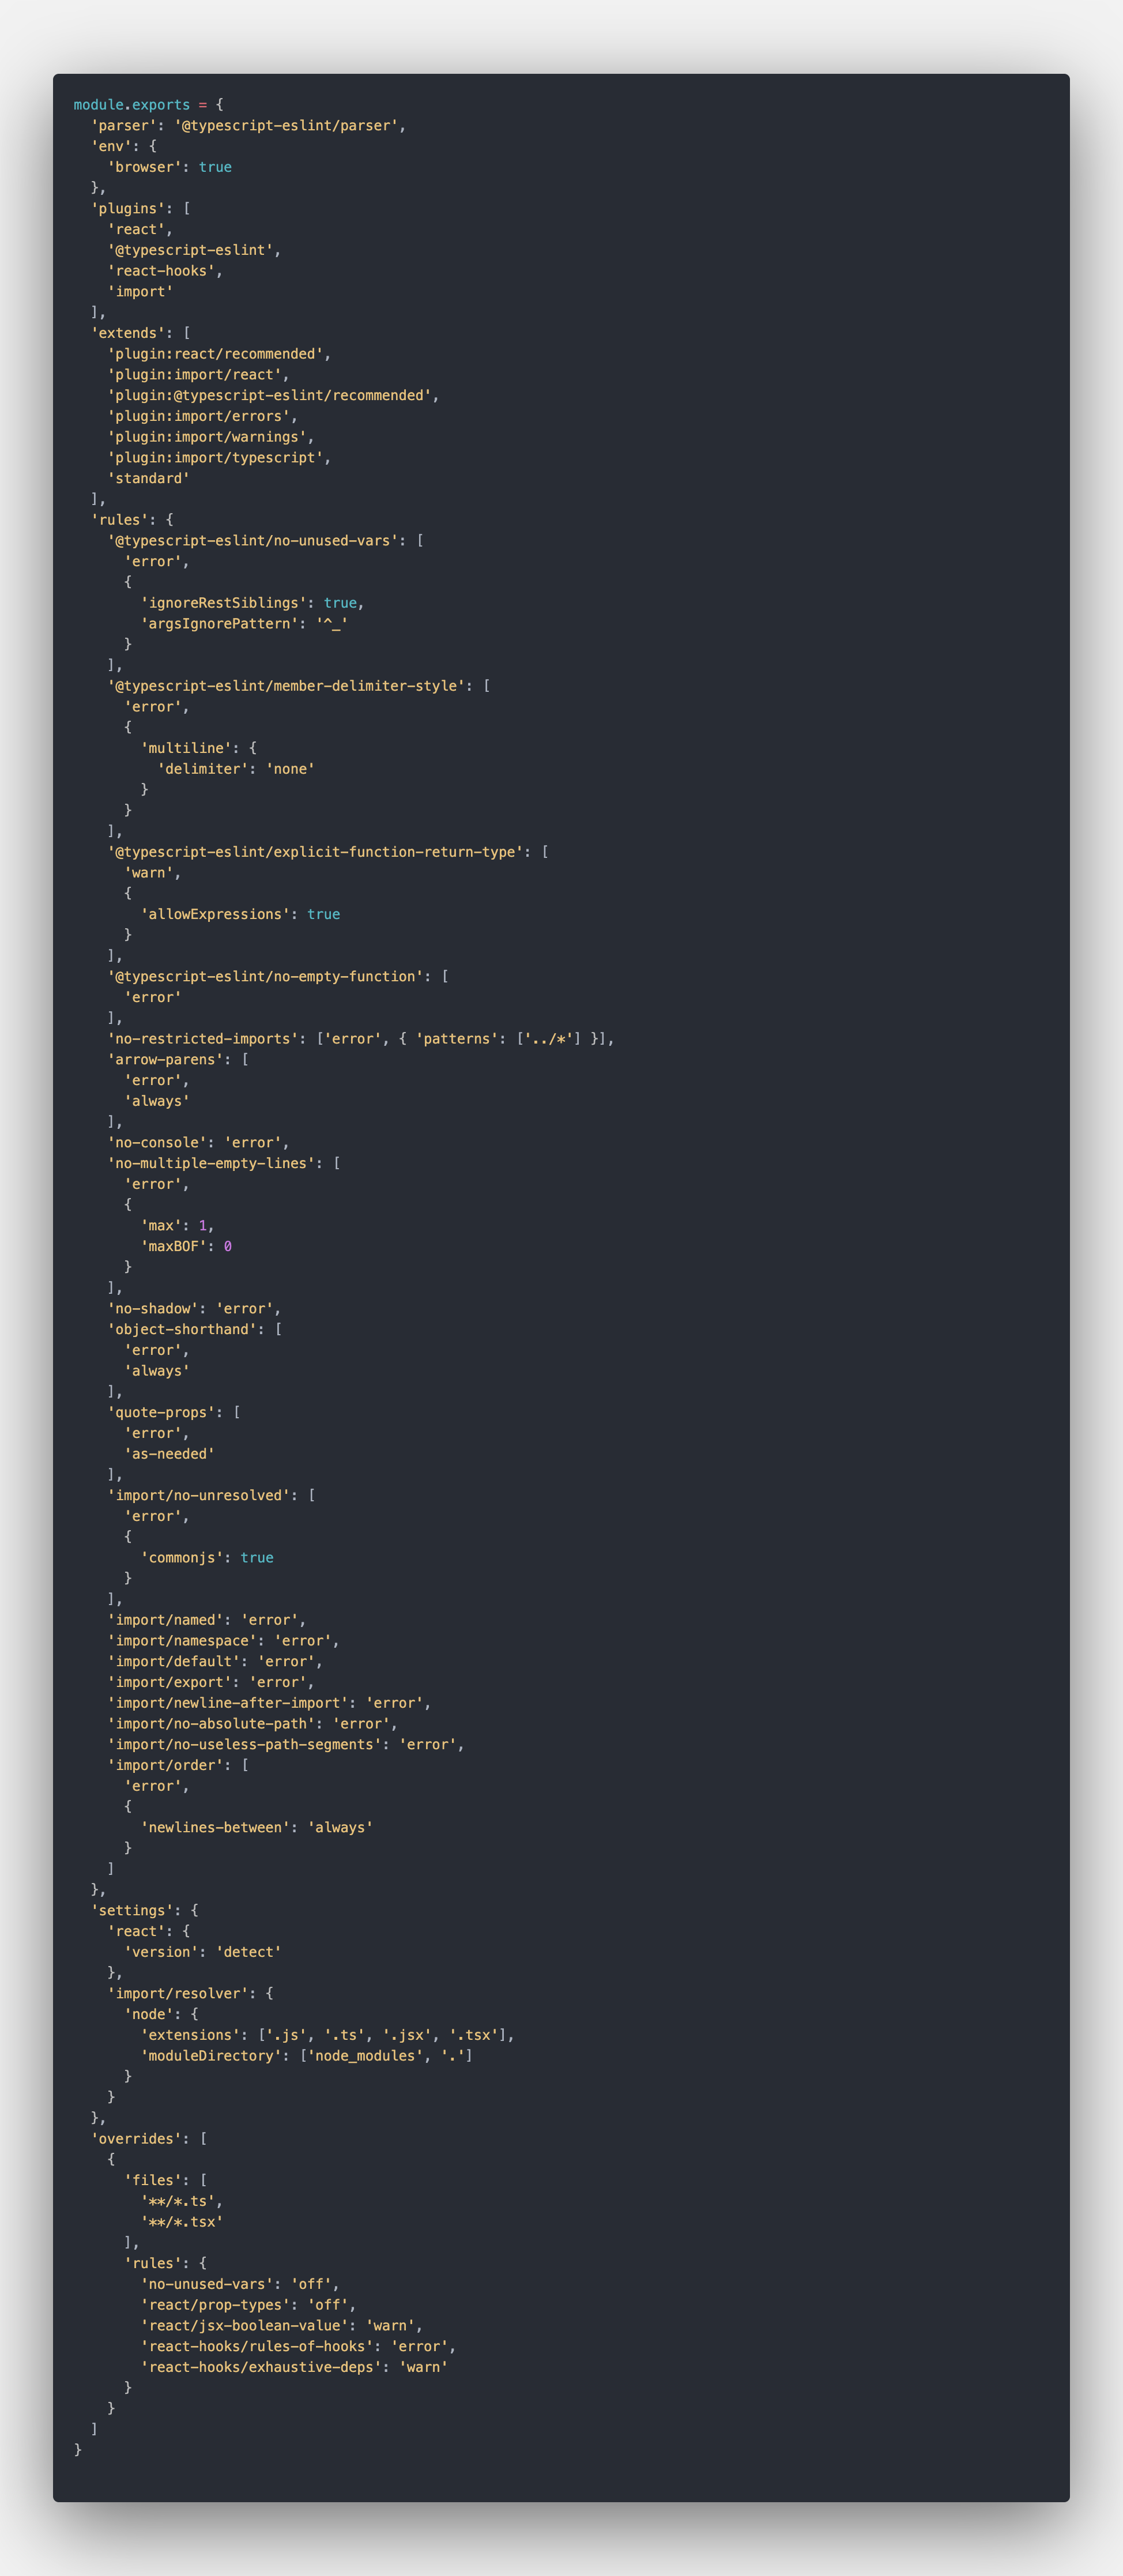 module.exports = {
  'parser': '@typescript-eslint/parser',
  'env': {
    'browser': true
  },
  'plugins': [
    'react',
    '@typescript-eslint',
    'react-hooks',
    'import'
  ],
  'extends': [
    'plugin:react/recommended',
    'plugin:import/react',
    'plugin:@typescript-eslint/recommended',
    'plugin:import/errors',
    'plugin:import/warnings',
    'plugin:import/typescript',
    'standard'
  ],
  'rules': {
    '@typescript-eslint/no-unused-vars': [
      'error',
      {
        'ignoreRestSiblings': true,
        'argsIgnorePattern': '^_'
      }
    ],
    '@typescript-eslint/member-delimiter-style': [
      'error',
      {
        'multiline': {
          'delimiter': 'none'
        }
      }
    ],
    '@typescript-eslint/explicit-function-return-type': [
      'warn',
      {
        'allowExpressions': true
      }
    ],
    '@typescript-eslint/no-empty-function': [
      'error'
    ],
    'no-restricted-imports': ['error', { 'patterns': ['../*'] }],
    'arrow-parens': [
      'error',
      'always'
    ],
    'no-console': 'error',
    'no-multiple-empty-lines': [
      'error',
      {
        'max': 1,
        'maxBOF': 0
      }
    ],
    'no-shadow': 'error',
    'object-shorthand': [
      'error',
      'always'
    ],
    'quote-props': [
      'error',
      'as-needed'
    ],
    'import/no-unresolved': [
      'error',
      {
        'commonjs': true
      }
    ],
    'import/named': 'error',
    'import/namespace': 'error',
    'import/default': 'error',
    'import/export': 'error',
    'import/newline-after-import': 'error',
    'import/no-absolute-path': 'error',
    'import/no-useless-path-segments': 'error',
    'import/order': [
      'error',
      {
        'newlines-between': 'always'
      }
    ]
  },
  'settings': {
    'react': {
      'version': 'detect'
    },
    'import/resolver': {
      'node': {
        'extensions': ['.js', '.ts', '.jsx', '.tsx'],
        'moduleDirectory': ['node_modules', '.']
      }
    }
  },
  'overrides': [
    {
      'files': [
        '**/*.ts',
        '**/*.tsx'
      ],
      'rules': {
        'no-unused-vars': 'off',
        'react/prop-types': 'off',
        'react/jsx-boolean-value': 'warn',
        'react-hooks/rules-of-hooks': 'error',
        'react-hooks/exhaustive-deps': 'warn'
      }
    }
  ]
}